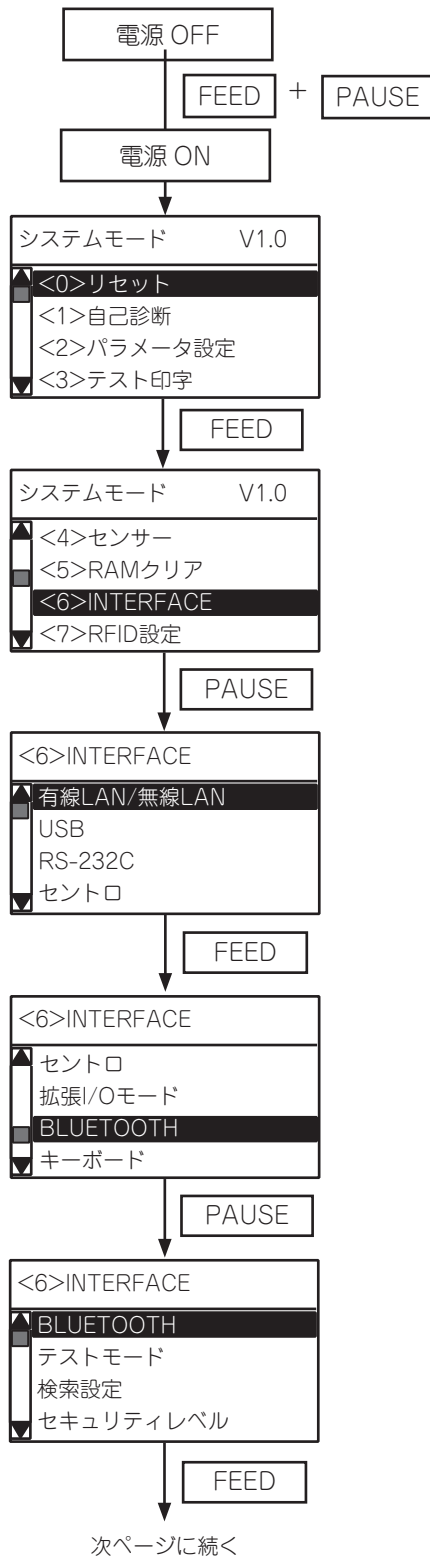 電源 OFF
FEED + PAUSE
電源 ON
システムモード V1.0
<0>リセット
<1>自己診断
<2>パラメータ設定
<3>テスト印字
FEED
システムモード V1.0
<4>センサー
<5>RAMクリア
<6>INTERFACE
<7>RFID設定
PAUSE
<6>INTERFACE
有線LAN/無線LAN
USB
RS-232C
セントロ
FEED
<6>INTERFACE
セントロ
拡張I/Oモード
BLUETOOTH
キーボード
PAUSE
<6>INTERFACE
BLUETOOTH
テストモード
検索設定
セキュリティレベル
FEED
次ページに続く